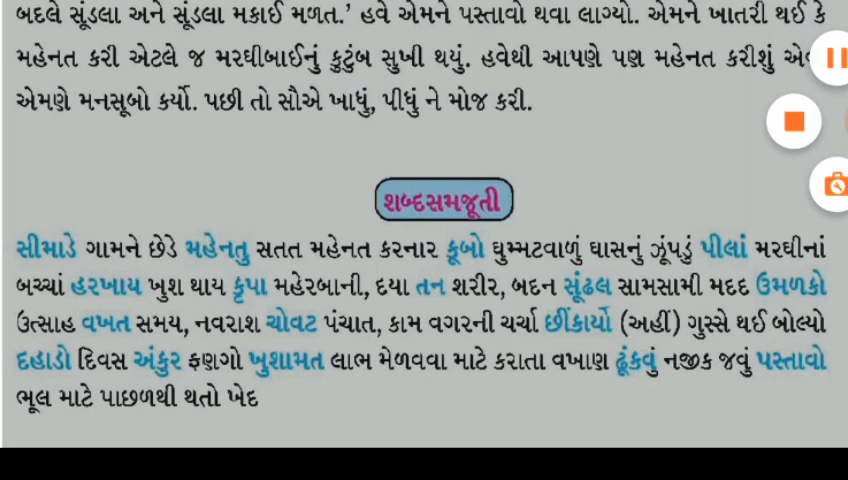 બદલે સૂંડલા અને સૂંડલા મકાઈ મળત.’ હવે એમને પસ્તાવો થવા લાગ્યો. એમને ખાતરી થઈ કે
મહેનત કરી એટલે જ મરઘીબાઈનું કુટુંબ સુખી થયું. હવેથી આપણે પણ મહેનત કરીશું
એમણે મનસૂબો કર્યો. પછી તો સૌએ ખાધું, પીધું ને મોજ કરી.
શબ્દસમજૂતી
સીમાડે ગામને છેડે મહેનતુ સતત મહેનત કરનાર કૂબો ઘુમ્મટવાળું ઘાસનું ઝૂંપડું પીલાં મરઘીનાં
બચ્ચાં હરખાય ખુશ થાય કૃપા મહેરબાની, દયા તન શરીર, બદન સૂંઢલ સામસામી મદદ ઉમળકો
ઉત્સાહ વખત સમય, નવરાશ ચોવટ પંચાત, કામ વગરની ચર્ચા છીંકાર્યો (અહીં) ગુસ્સે થઈ બોલ્યો
દહાડો દિવસ અંકુર ફણગો ખુશામત લાભ મેળવવા માટે કરાતા વખાણ ઢૂંકવું નજીક જવું પસ્તાવો
ભૂલ માટે પાછળથી થતો ખેદ